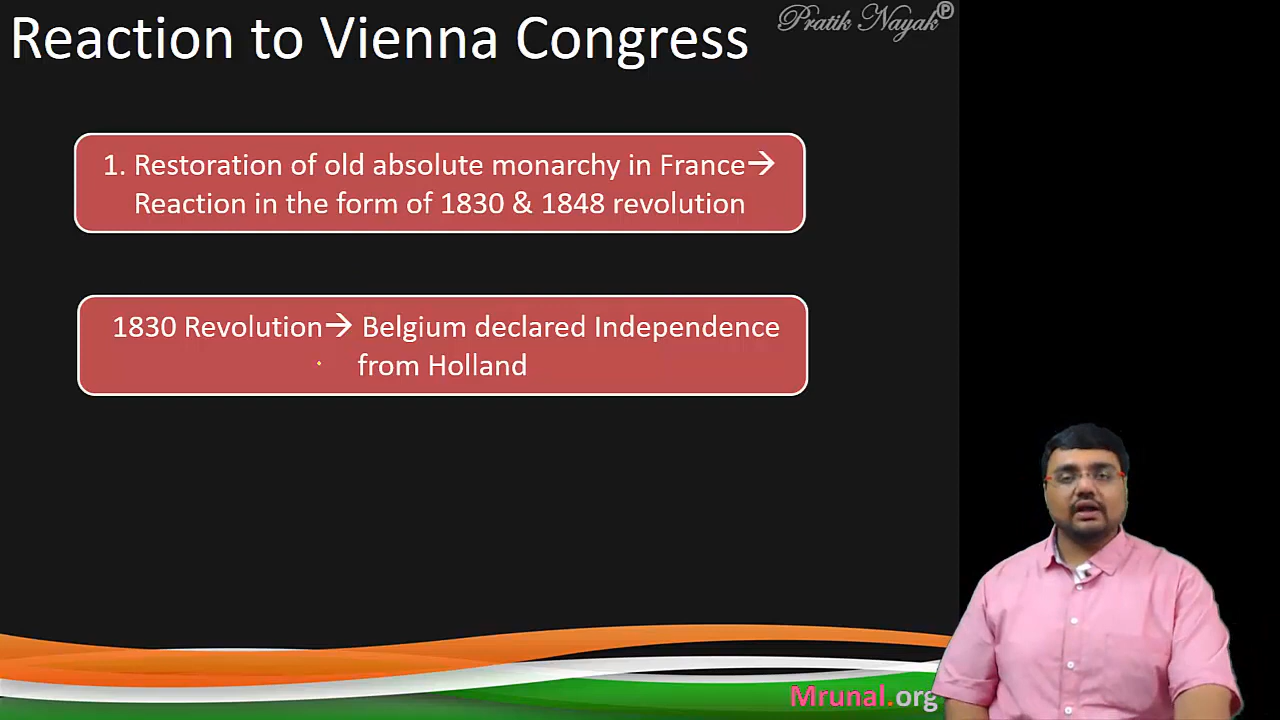 Reaction to Vienna Congress
Pratik Nayak℗
1. Restoration of old absolute monarchy in France→
Reaction in the form of 1830 & 1848 revolution
1830 Revolution→ Belgium declared Independence
from Holland
Mrunal.org